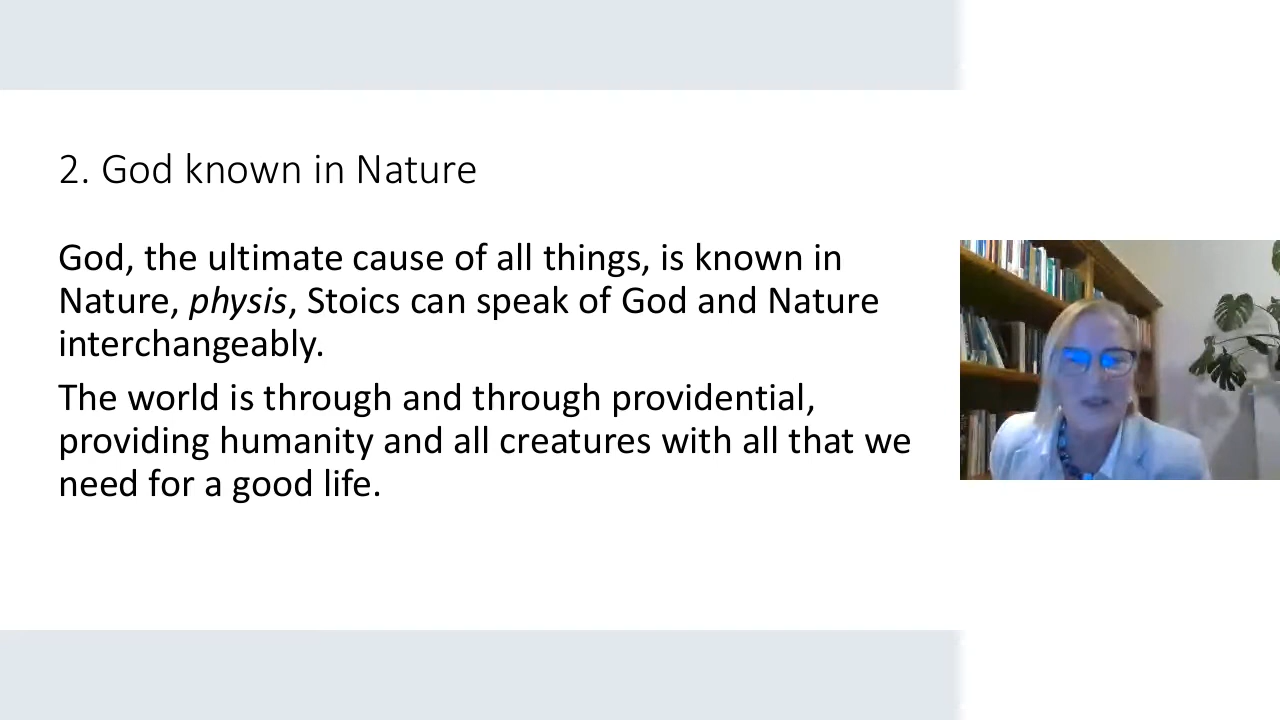 2. God known in Nature
God, the ultimate cause of all things, is known in
Nature, physis, Stoics can speak of God and Nature
interchangeably.
The world is through and through providential,
providing humanity and all creatures with all that we
need for a good life.